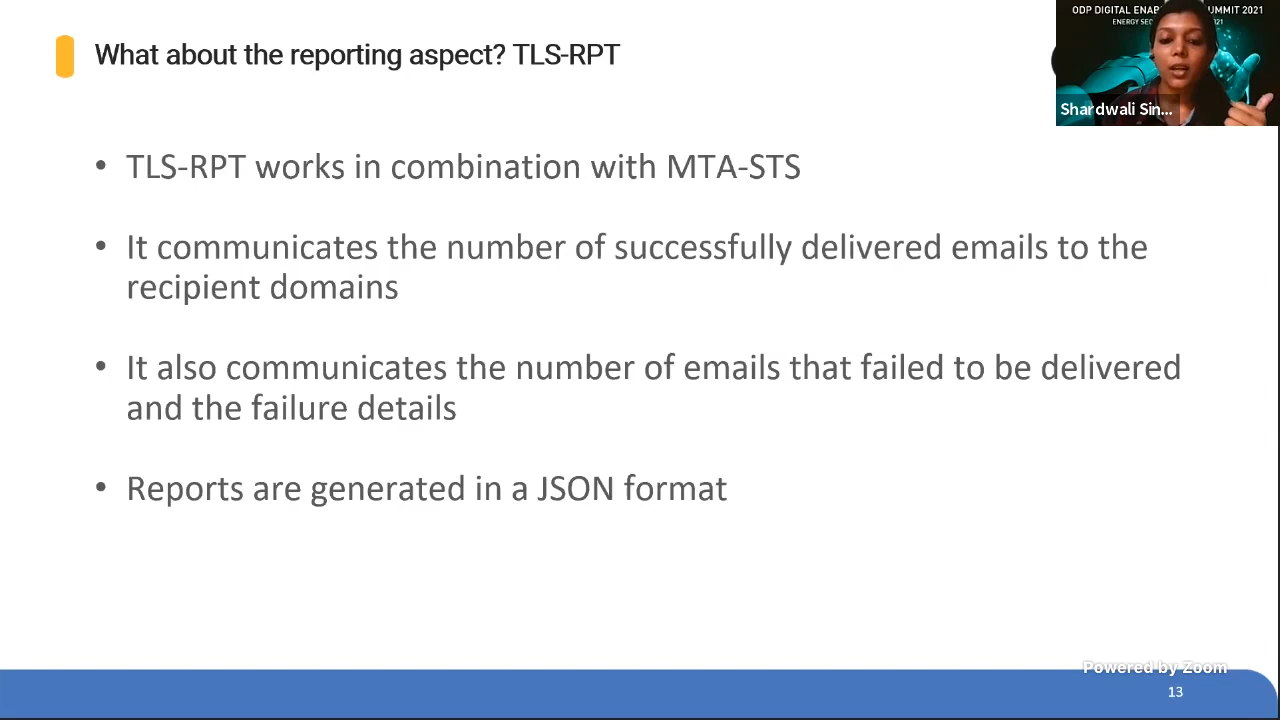 What about the reporting aspect? TLS-RPT
Shardwali Sin...
• TLS-RPT works in combination with MTA-STS
• It communicates the number of successfully delivered emails to the
recipient domains
• It also communicates the number of emails that failed to be delivered
and the failure details
• Reports are generated in a JSON format
Powered by Zoom
13